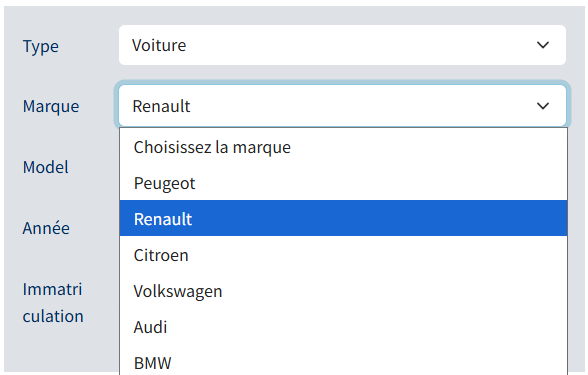 Type Voiture
Marque Renault
Choisissez la marque
Model
Peugeot
Renault
Année
Citroen
Immatri
Volkswagen
culation
Audi
BMW